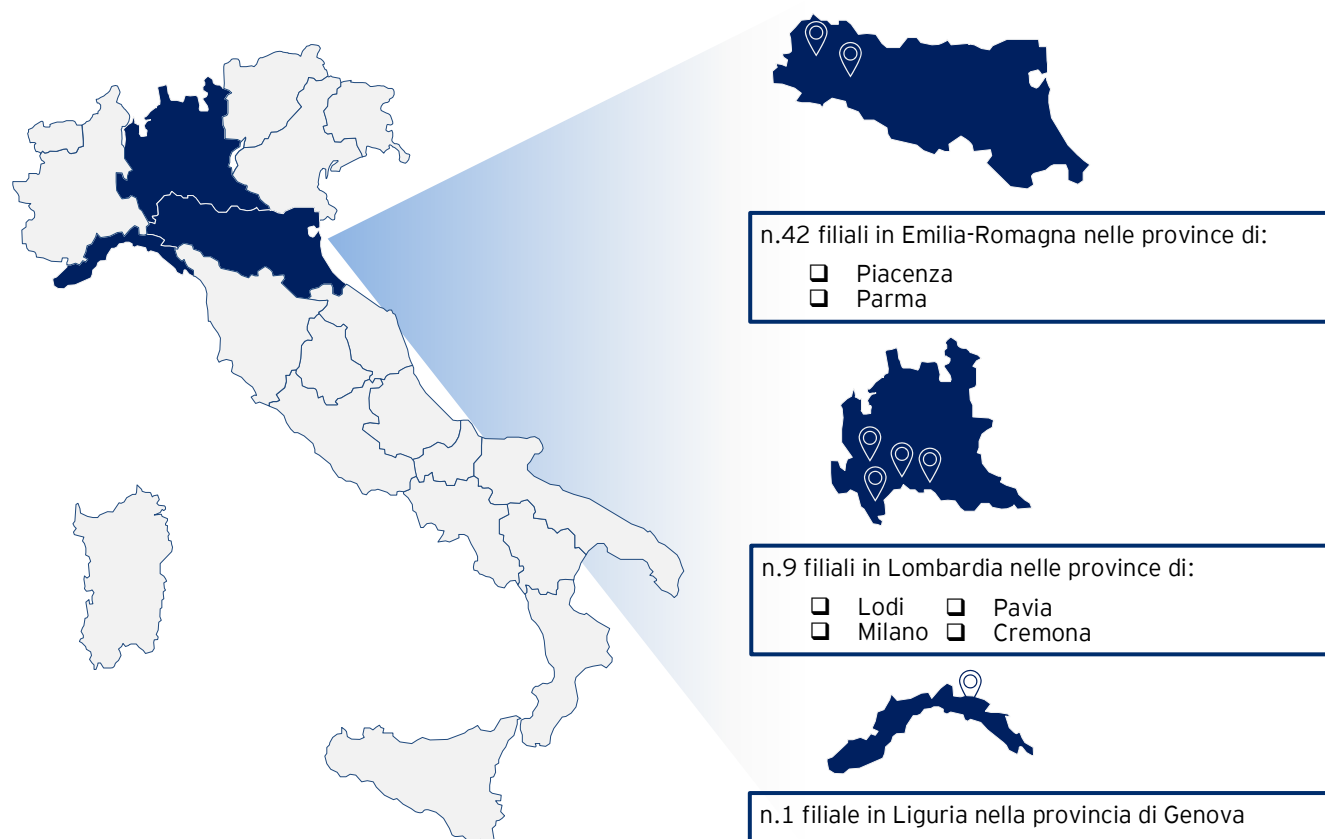 n.42 filiali in Emilia-Romagna nelle province di:
❑ Piacenza
❑ Parma
n.9 filiali in Lombardia nelle province di:
❑ Lodi ❑ Pavia
❑ Milano ❑ Cremona
n.1 filiale in Liguria nella provincia di Genova